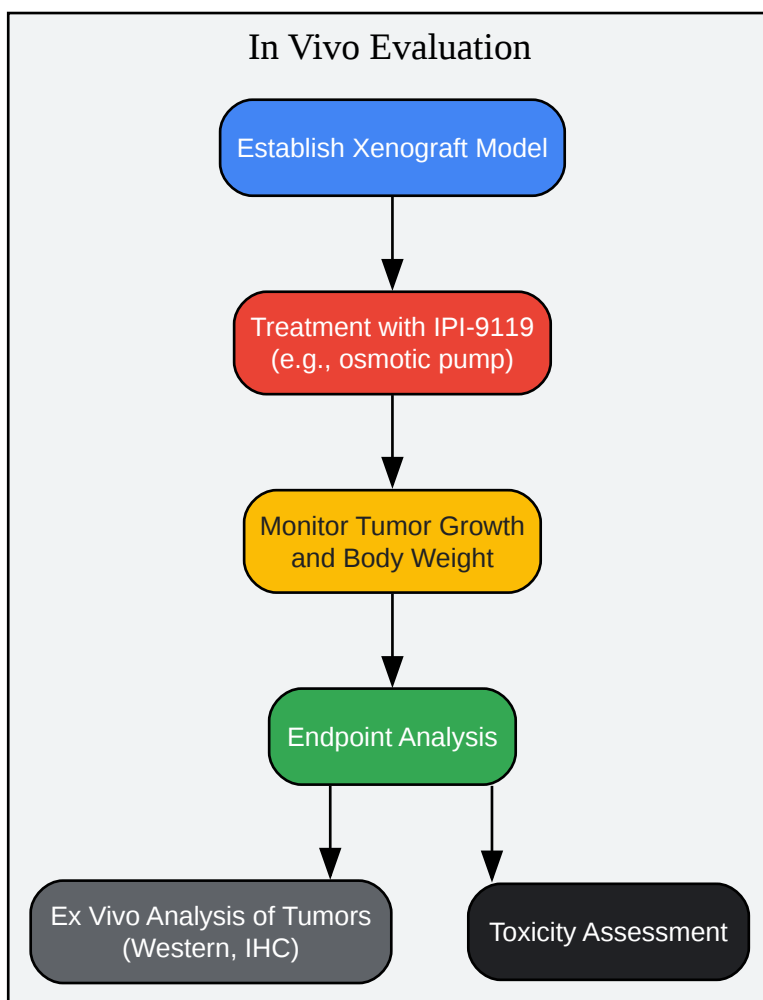 In Vivo Evaluation
Establish Xenograft Model
Treatment with IPI-9119
(e.g., osmotic pump)
Monitor Tumor Growth
and Body Weight
Endpoint Analysis
Ex Vivo Analysis of Tumors
(Western, IHC)
Toxicity Assessment